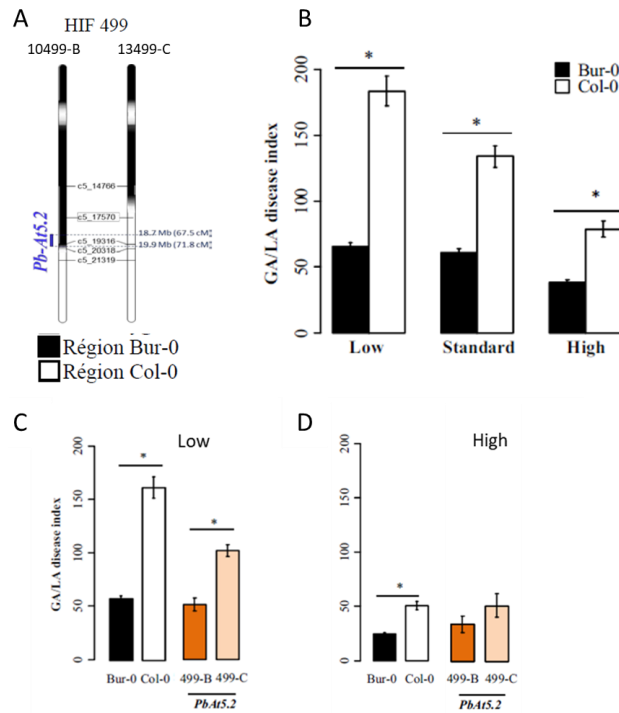 A
HIF 499
10499-B 13499-C
c5_14766
c5_17570
18.7 Mb (67.5 cM)
c5_19316
19.9 Mb (71.8 cM)
c5_20318
c5_21319
Pb-At5.2
Région Bur-0
Région Col-0
B
Bur-0
Col-0
GA/LA disease index
0 50 100 150 200
* * *
Low Standard High
C
Low
GA/LA disease index
0 50 100 150 200
* *
Bur-0 Col-0 499-B 499-C
PbAt5.2
D
High
0 50 100 150 200
*
Bur-0 Col-0 499-B 499-C
PbAt5.2